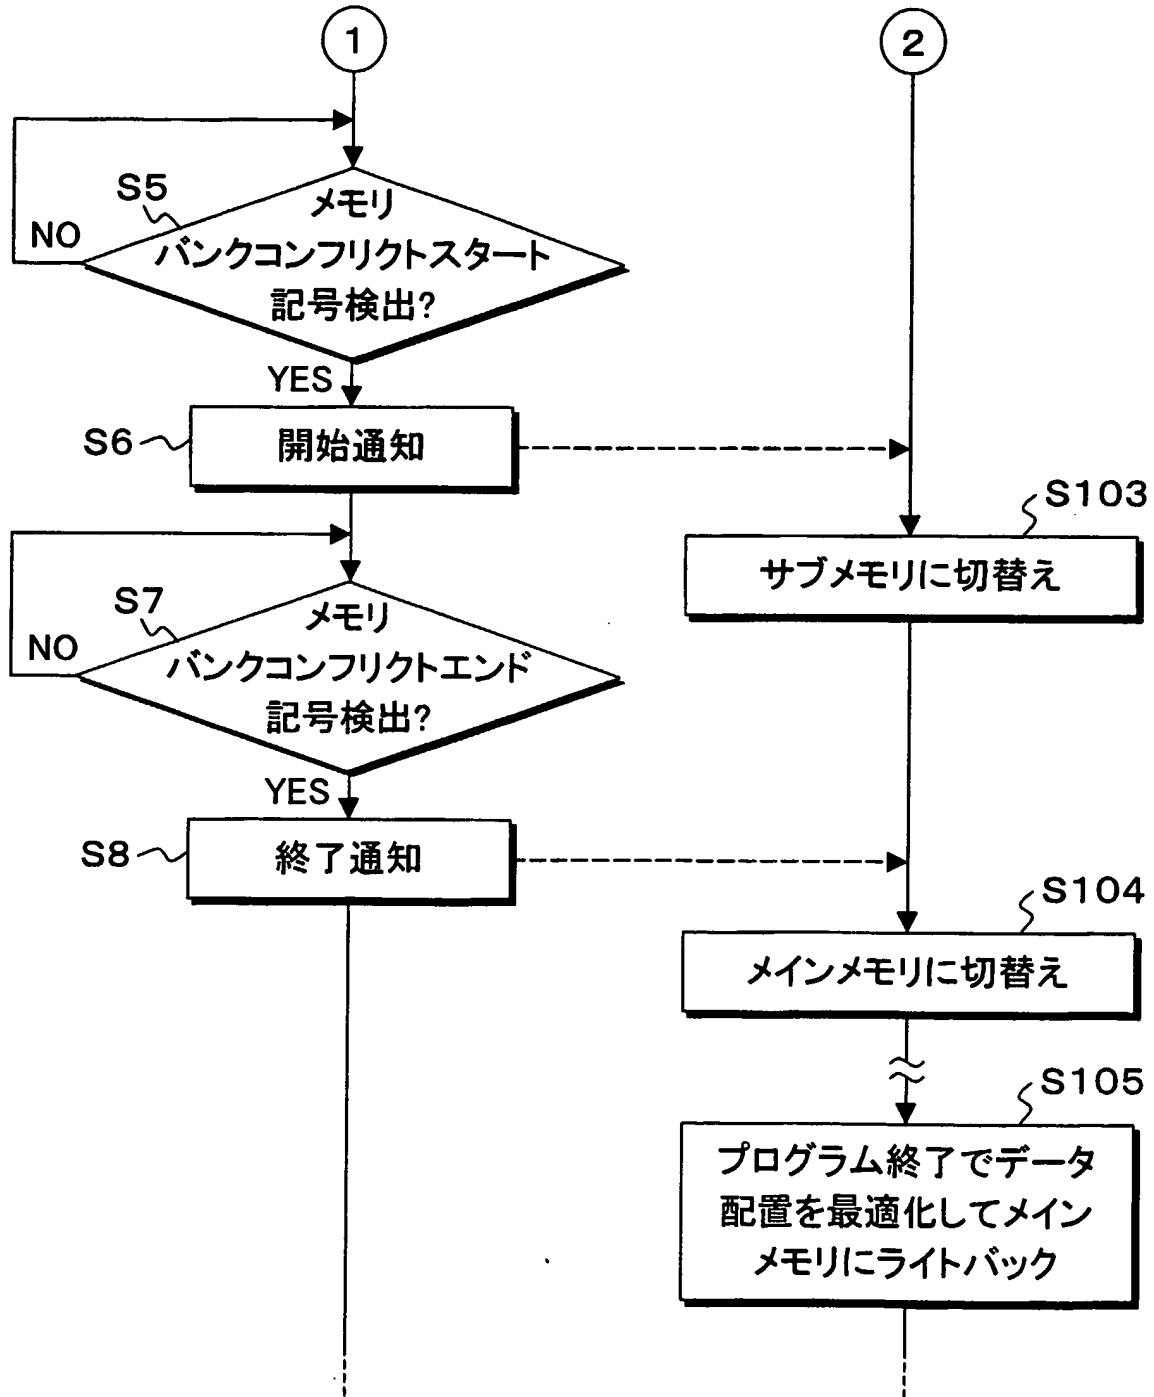 1
2
S5
メモリ
バンクコンフリクトスタート
記号検出?
NO
YES
S6
開始通知
S103
サブメモリに切替え
S7
メモリ
バンクコンフリクトエンド
記号検出?
NO
YES
S8
終了通知
S104
メインメモリに切替え
S105
プログラム終了でデータ
配置を最適化してメイン
メモリにライトバック